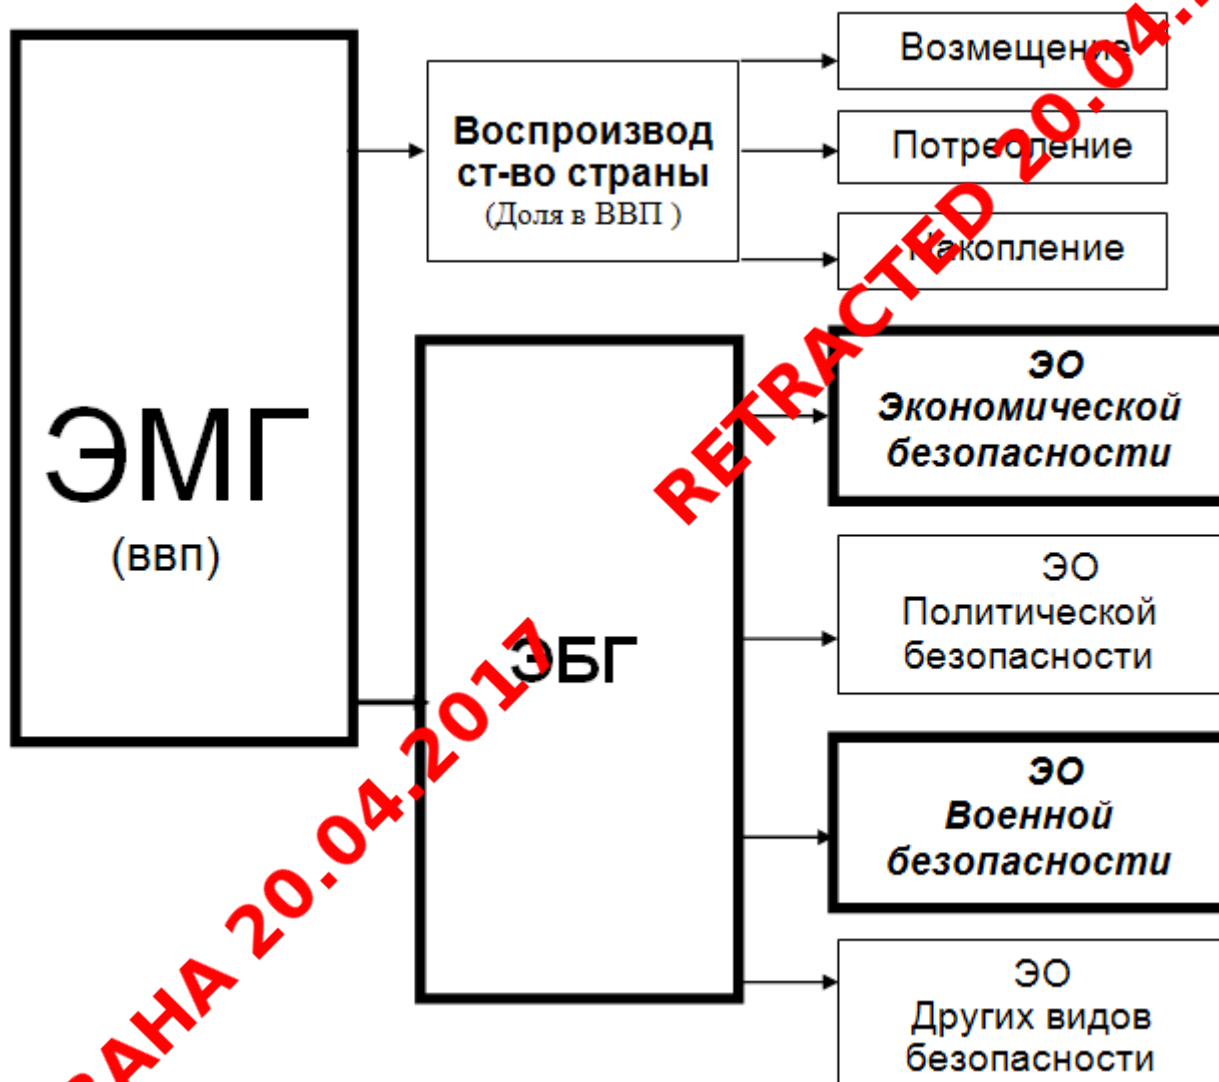 ЭМГ
(ввп)
Воспроизвод
ст-во страны
(Доля в ВВП )
Возмещение
Потребление
Накопление
ЭБГ
ЭО
Экономической
безопасности
ЭО
Политической
безопасности
ЭО
Военной
безопасности
ЭО
Других видов
безопасности
RETRACTED 20.04.
20.04.2017